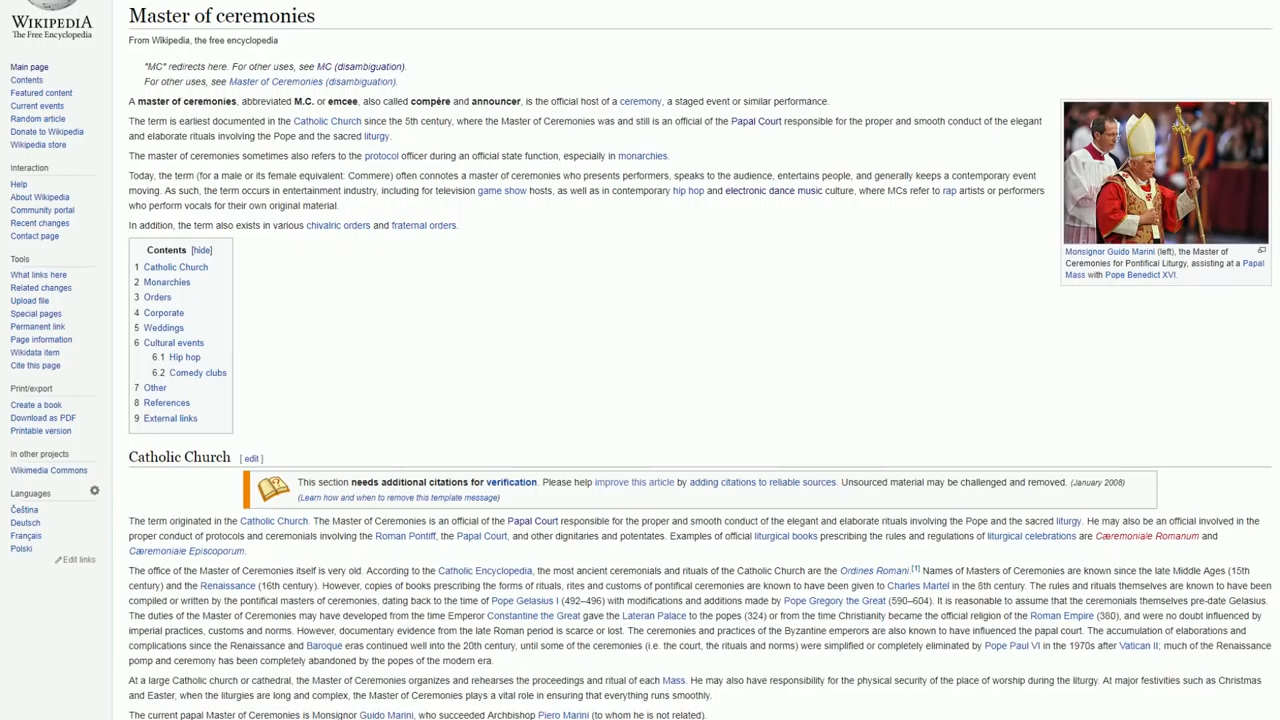 WIKIPEDIA
The Free Encyclopedia
Main page
Contents
Featured content
Current events
Random article
Donate to Wikipedia
Wikipedia store
Interaction
Help
About Wikipedia
Community portal
Recent changes
Contact page
Tools
What links here
Related changes
Upload file
Special pages
Permanent link
Page information
Wikidata item
Cite this page
Print/export
Create a book
Download as PDF
Printable version
In other projects
Wikimedia Commons
Languages
Čeština
Deutsch
Français
Polski
Edit links
Master of ceremonies
From Wikipedia, the free encyclopedia
"MC" redirects here. For other uses, see MC (disambiguation).
For other uses, see Master of Ceremonies (disambiguation).
A master of ceremonies, abbreviated M.C. or emcee, also called compère and announcer, is the official host of a ceremony, a staged event or similar performance.
The term is earliest documented in the Catholic Church since the 5th century, where the Master of Ceremonies was and still is an official of the Papal Court responsible for the proper and smooth conduct of the elegant
and elaborate rituals involving the Pope and the sacred liturgy.
The master of ceremonies sometimes also refers to the protocol officer during an official state function, especially in monarchies.
Today, the term (for a male or its female equivalent: Commere) often connotes a master of ceremonies who presents performers, speaks to the audience, entertains people, and generally keeps a contemporary event
moving. As such, the term occurs in entertainment industry, including for television game show hosts, as well as in contemporary hip hop and electronic dance music culture, where MCs refer to rap artists or performers
who perform vocals for their own original material.
In addition, the term also exists in various chivalric orders and fraternal orders.
Monsignor Guido Marini (left), the Master of
Ceremonies for Pontifical Liturgy, assisting at a Papal
Mass with Pope Benedict XVI.
Contents [hide]
1 Catholic Church
2 Monarchies
3 Orders
4 Corporate
5 Weddings
6 Cultural events
6.1 Hip hop
6.2 Comedy clubs
7 Other
8 References
9 External links
Catholic Church [ edit ]
This section needs additional citations for verification. Please help improve this article by adding citations to reliable sources. Unsourced material may be challenged and removed. (January 2008)
(Learn how and when to remove this template message)
The term originated in the Catholic Church. The Master of Ceremonies is an official of the Papal Court responsible for the proper and smooth conduct of the elegant and elaborate rituals involving the Pope and the sacred liturgy. He may also be an official involved in the
proper conduct of protocols and ceremonials involving the Roman Pontiff, the Papal Court, and other dignitaries and potentates. Examples of official liturgical books prescribing the rules and regulations of liturgical celebrations are Cæremoniale Romanum and
Cæremoniale Episcoporum.
The office of the Master of Ceremonies itself is very old. According to the Catholic Encyclopedia, the most ancient ceremonials and rituals of the Catholic Church are the Ordines Romani.[1] Names of Masters of Ceremonies are known since the late Middle Ages (15th
century) and the Renaissance (16th century). However, copies of books prescribing the forms of rituals, rites and customs of pontifical ceremonies are known to have been given to Charles Martel in the 8th century. The rules and rituals themselves are known to have been
compiled or written by the pontifical masters of ceremonies, dating back to the time of Pope Gelasius I (492–496) with modifications and additions made by Pope Gregory the Great (590–604). It is reasonable to assume that the ceremonials themselves pre-date Gelasius.
The duties of the Master of Ceremonies may have developed from the time Emperor Constantine the Great gave the Lateran Palace to the popes (324) or from the time Christianity became the official religion of the Roman Empire (380), and were no doubt influenced by
imperial practices, customs and norms. However, documentary evidence from the late Roman period is scarce or lost. The ceremonies and practices of the Byzantine emperors are also known to have influenced the papal court. The accumulation of elaborations and
complications since the Renaissance and Baroque eras continued well into the 20th century, until some of the ceremonies (i.e. the court, the rituals and norms) were simplified or completely eliminated by Pope Paul VI in the 1970s after Vatican II; much of the Renaissance
pomp and ceremony has been completely abandoned by the popes of the modern era.
At a large Catholic church or cathedral, the Master of Ceremonies organizes and rehearses the proceedings and ritual of each Mass. He may also have responsibility for the physical security of the place of worship during the liturgy. At major festivities such as Christmas
and Easter, when the liturgies are long and complex, the Master of Ceremonies plays a vital role in ensuring that everything runs smoothly.
The current papal Master of Ceremonies is Monsignor Guido Marini, who succeeded Archbishop Piero Marini (to whom he is not related).